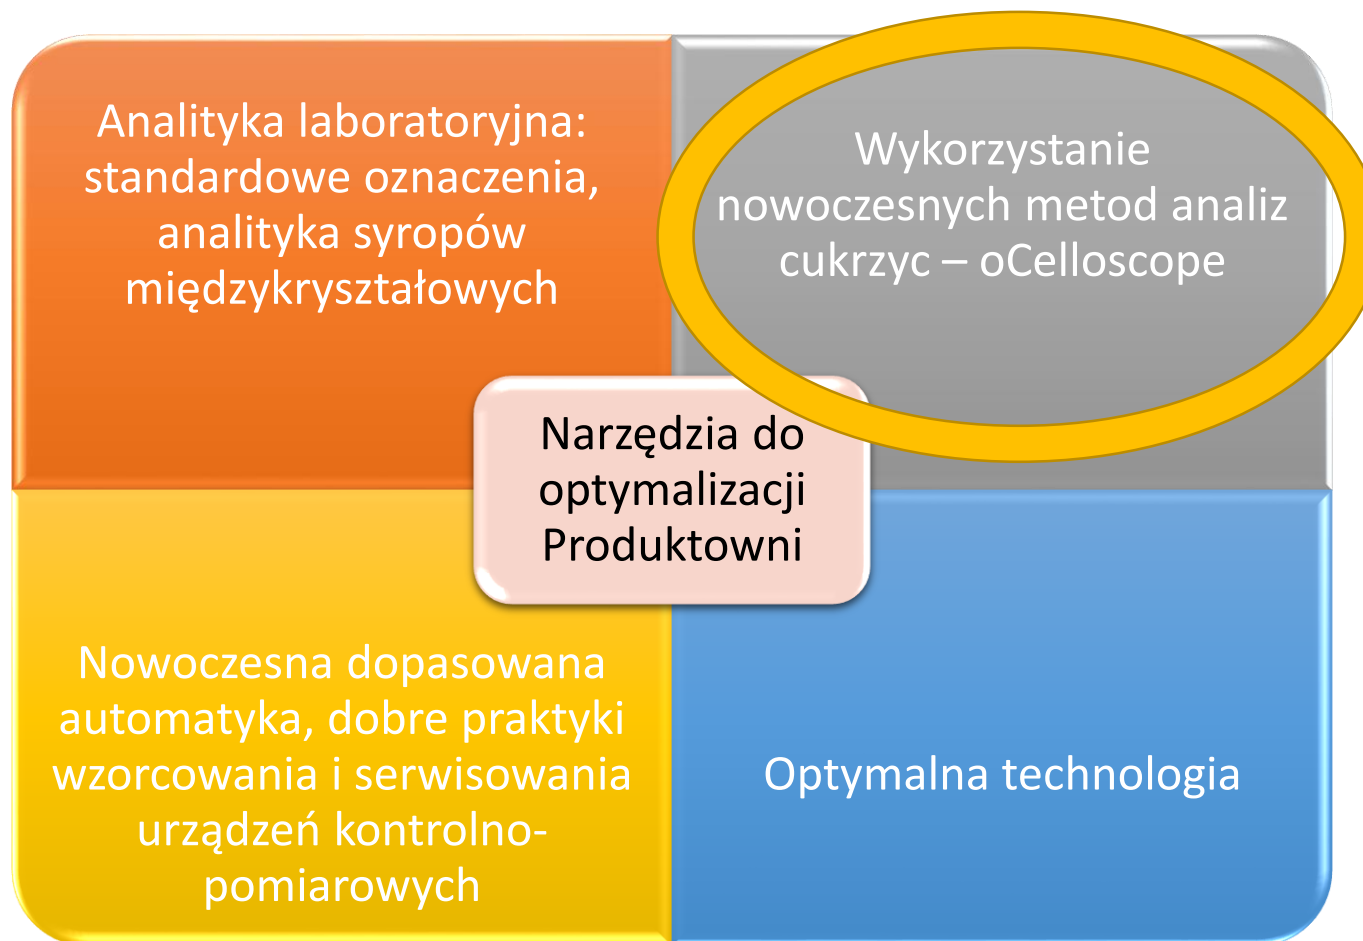 Analityka laboratoryjna:
standardowe oznaczenia,
analityka syropów
międzykryształowych
Wykorzystanie
nowoczesnych metod analiz
cukrzyc – oCelloscope
Narzędzia do
optymalizacji
Produktowni
Nowoczesna dopasowana
automatyka, dobre praktyki
wzorcowania i serwisowania
urządzeń kontrolno-
pomiarowych
Optymalna technologia